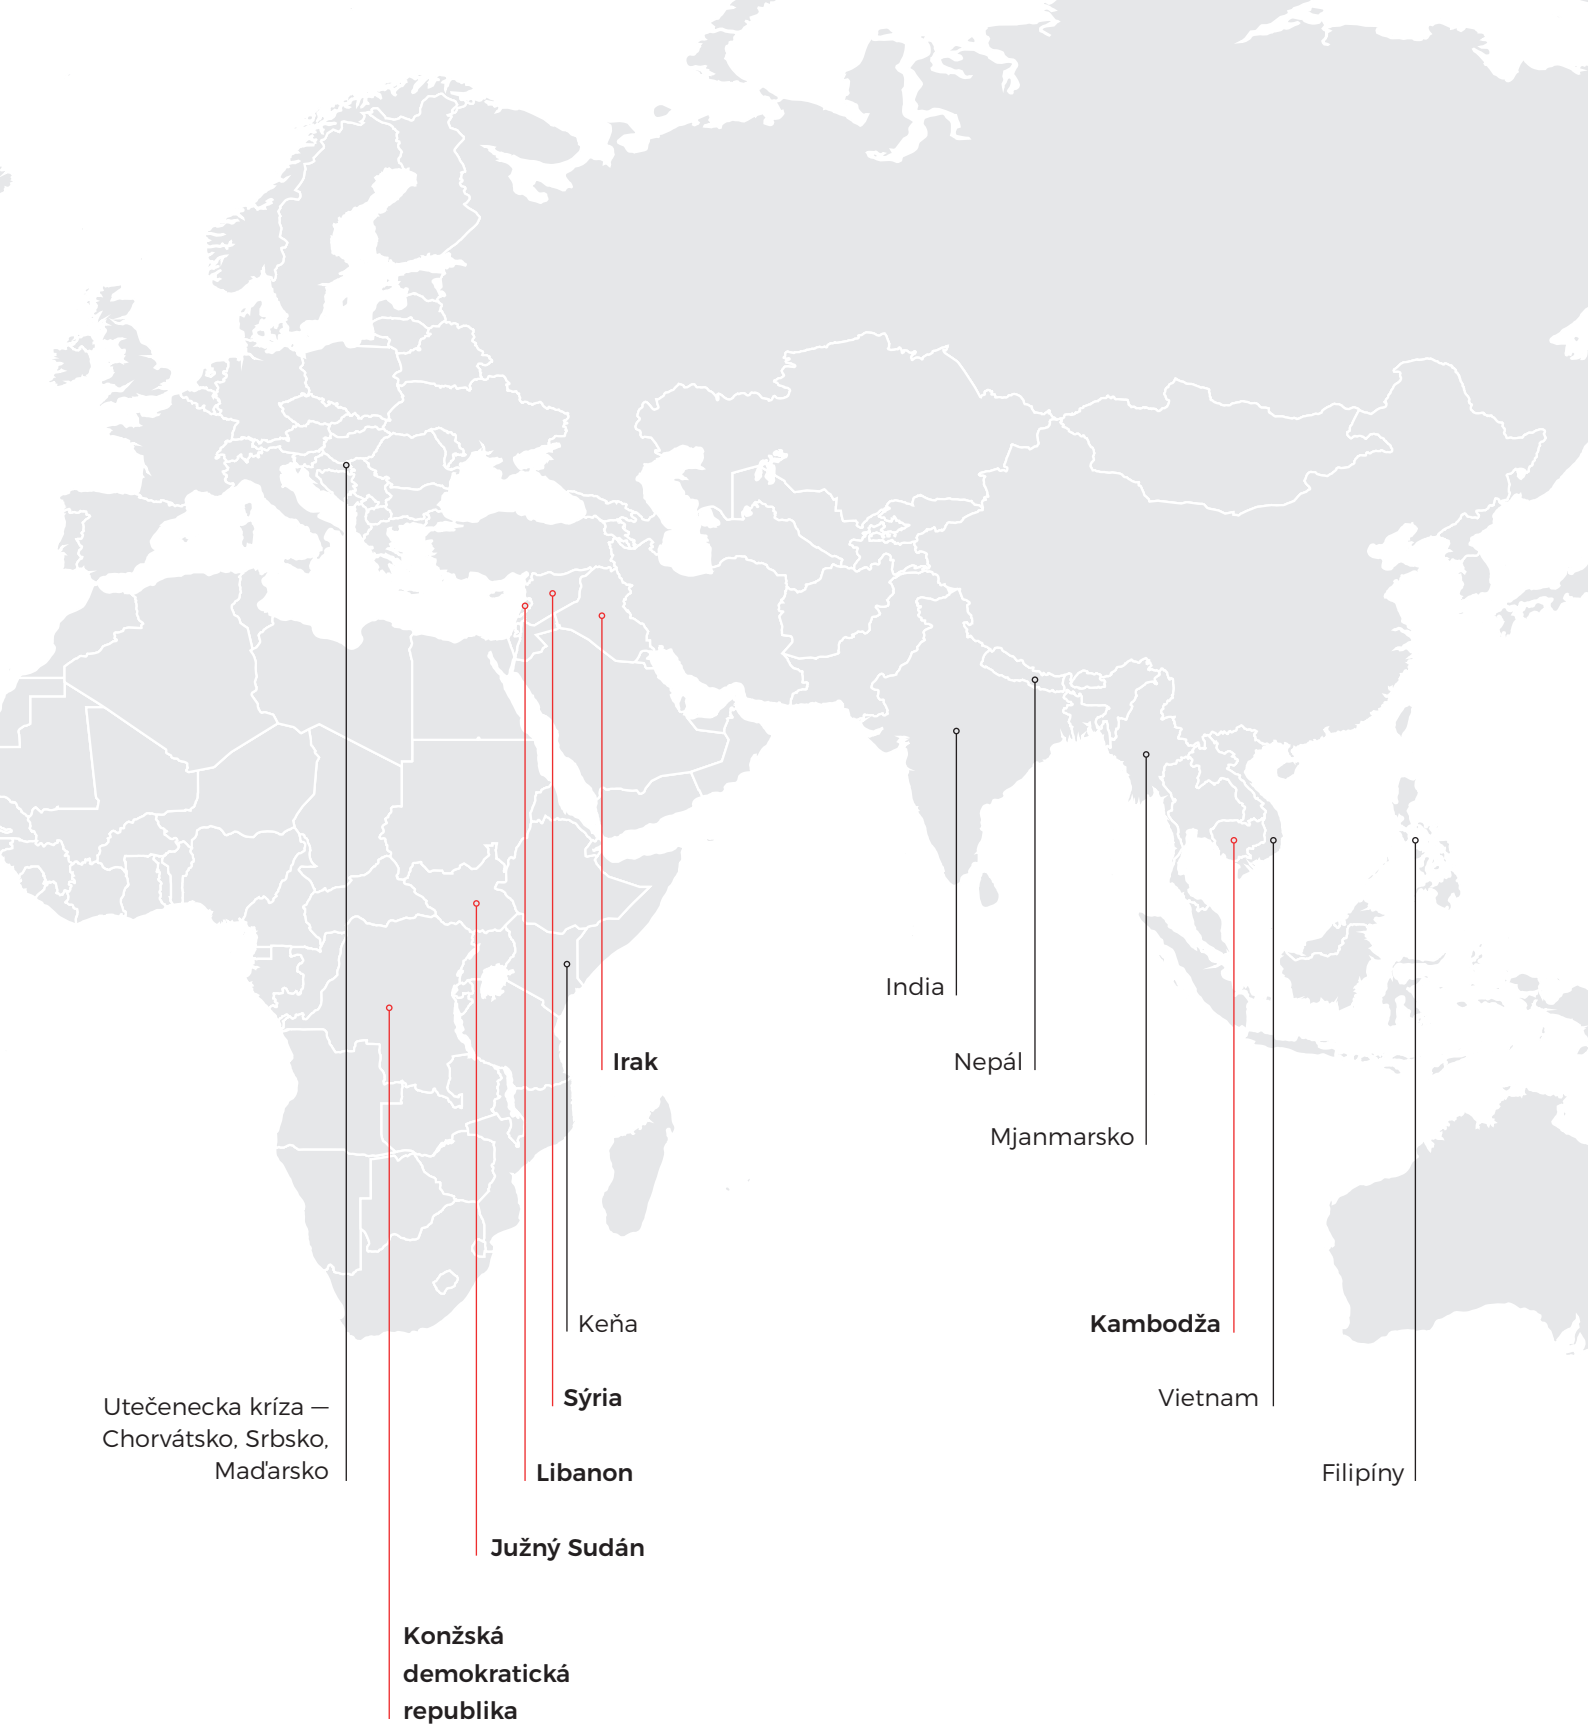 India
Irak
Nepál
Mjanmarsko
Keňa
Kambodža
Sýria
Vietnam
Utečenecka kríza —
Chorvátsko, Srbsko,
Maďarsko
Libanon
Filipíny
Južný Sudán
Konžská
demokratická
republika